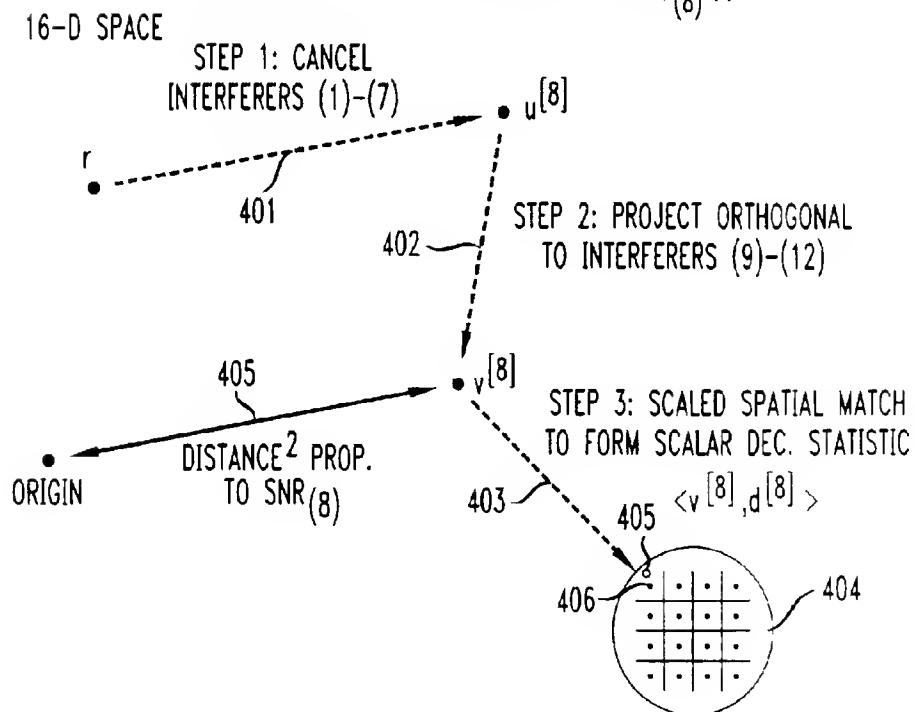 (8)
16-D SPACE
STEP 1: CANCEL
INTERFERERS (1)-(7)
u[8]
r
401
402
STEP 2: PROJECT ORTHOGONAL
TO INTERFERERS (9)-(12)
405
v[8]
DISTANCE2 PROP.
TO SNR(8)
ORIGIN
STEP 3: SCALED SPATIAL MATCH
TO FORM SCALAR DEC. STATISTIC
<v[8],d[8]>
403
405
406
404